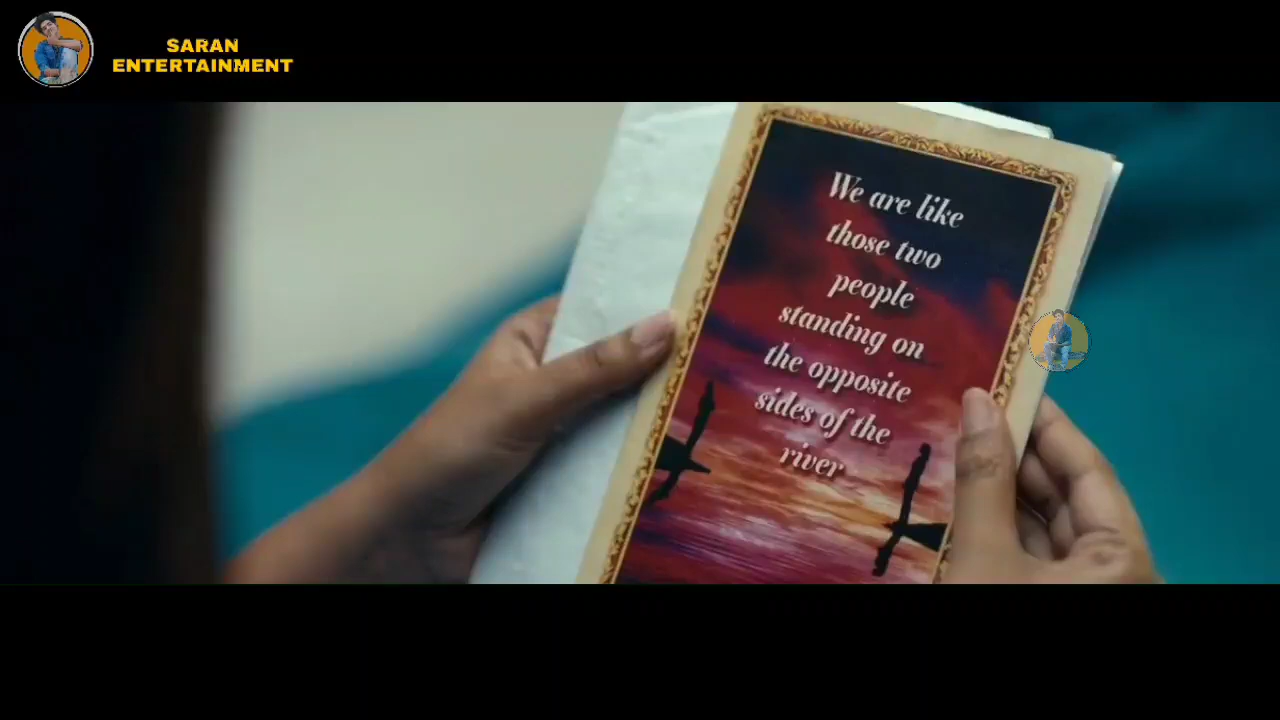 SARAN
ENTERTAINMENT
We are like
those two
people
standing on
the opposite
sides of the
river